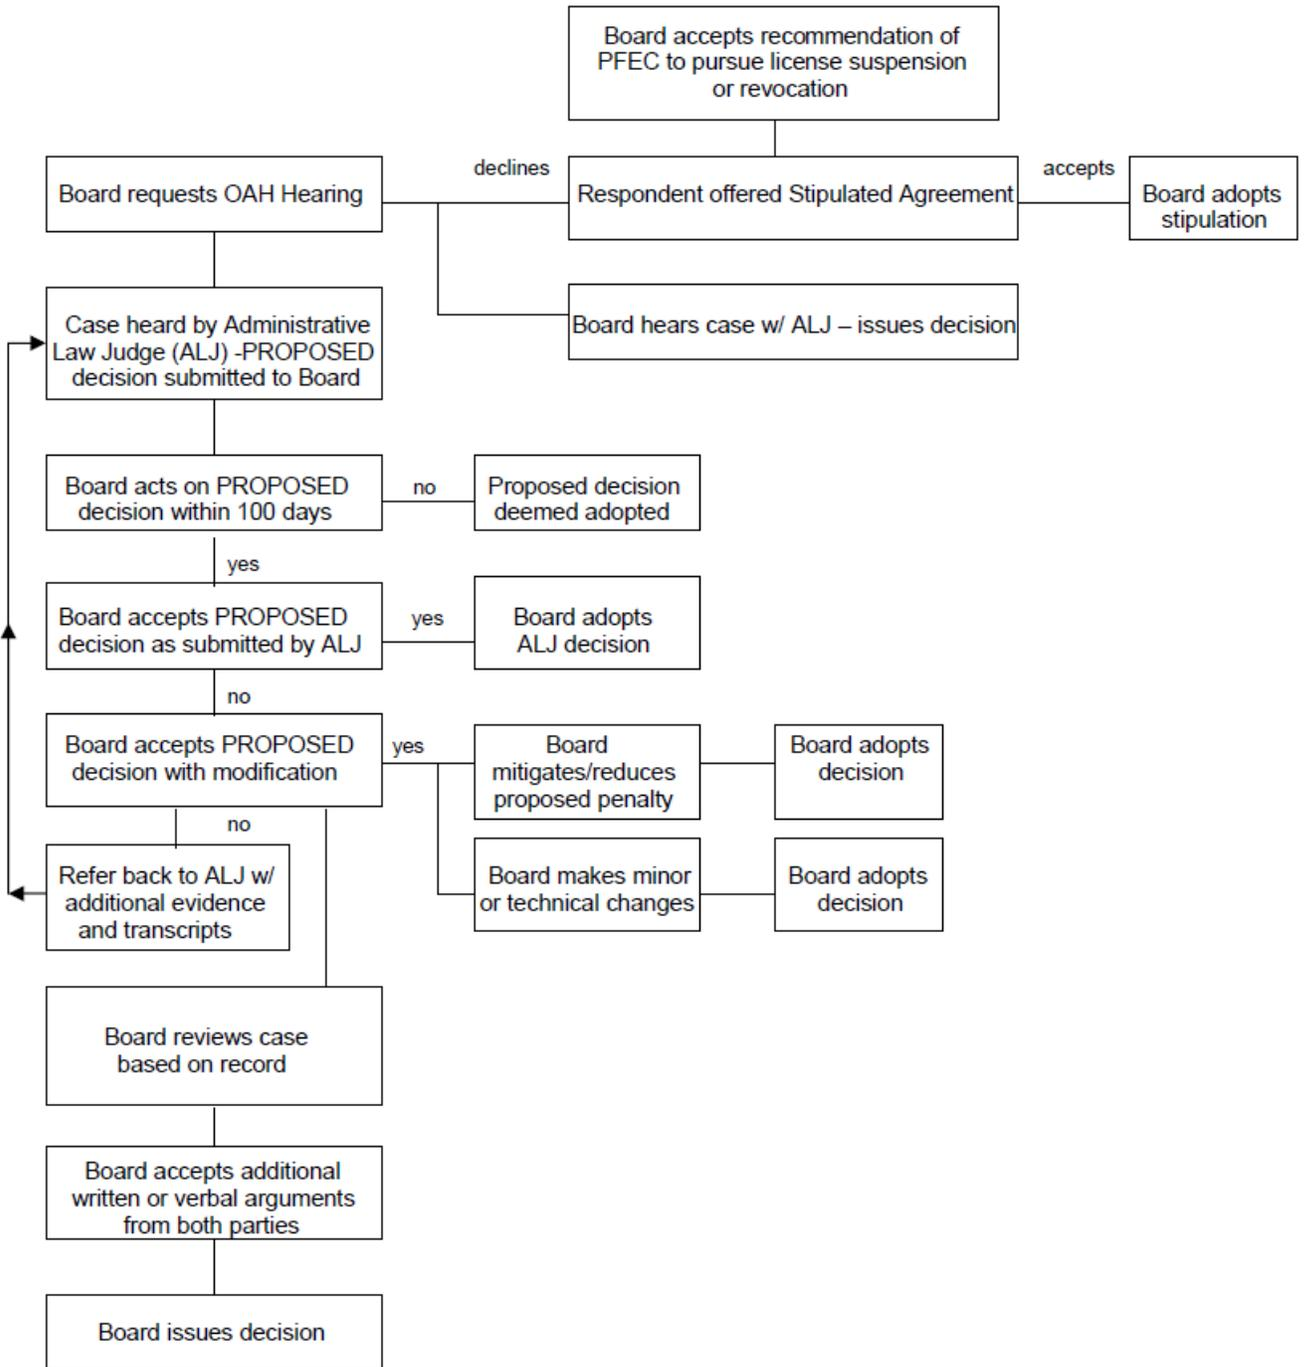 Board accepts recommendation of
PFEC to pursue license suspension
or revocation
declines
accepts
Board requests OAH Hearing
Respondent offered Stipulated Agreement
Board adopts
stipulation
Case heard by Administrative
Law Judge (ALJ) -PROPOSED
decision submitted to Board
Board hears case w/ ALJ – issues decision
Board acts on PROPOSED
decision within 100 days
no
Proposed decision
deemed adopted
yes
Board accepts PROPOSED
decision as submitted by ALJ
yes
Board adopts
ALJ decision
no
Board accepts PROPOSED
decision with modification
yes
Board
mitigates/reduces
proposed penalty
Board adopts
decision
no
Refer back to ALJ w/
additional evidence
and transcripts
Board makes minor
or technical changes
Board adopts
decision
Board reviews case
based on record
Board accepts additional
written or verbal arguments
from both parties
Board issues decision